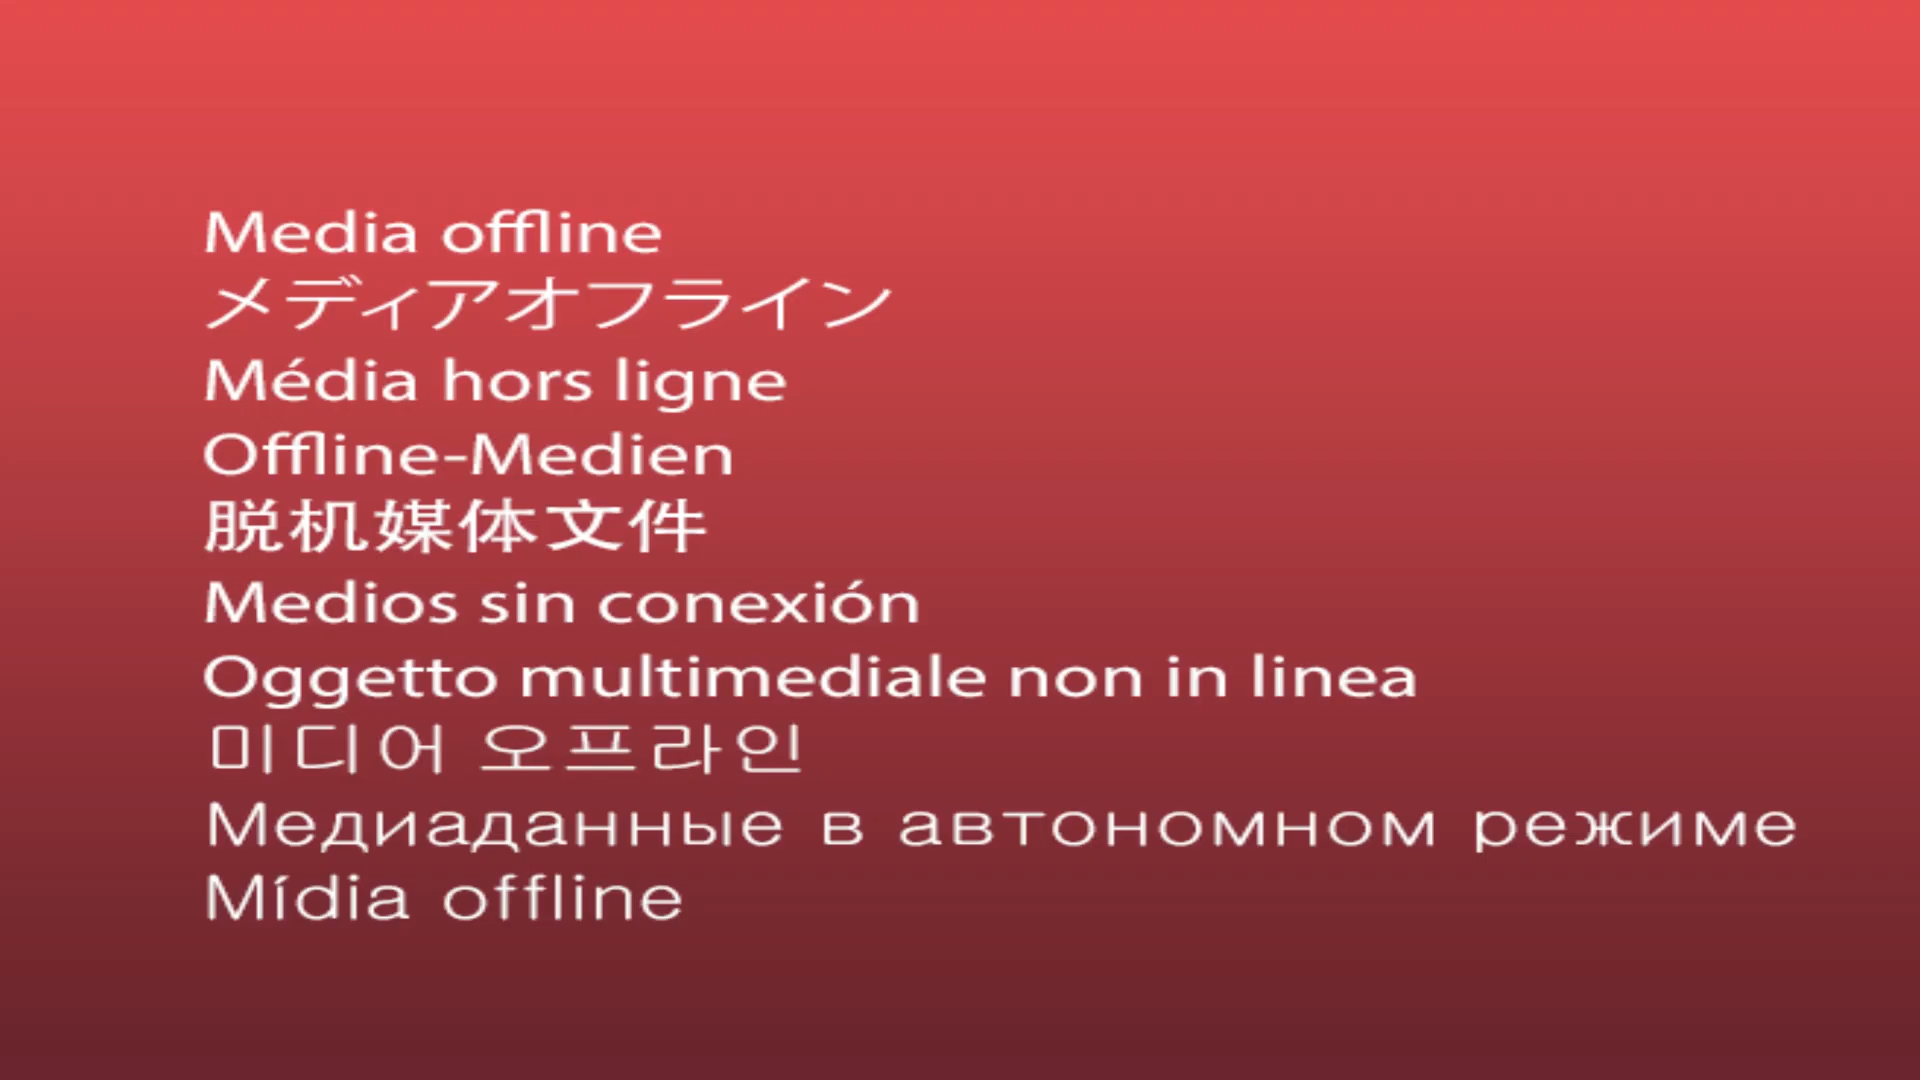 Media offline
メディアオフライン
Média hors ligne
Offline-Medien
脱机媒体文件
Medios sin conexión
Oggetto multimediale non in linea
미디어 오프라인
Медиаданные в автономном режиме
Mídia offline